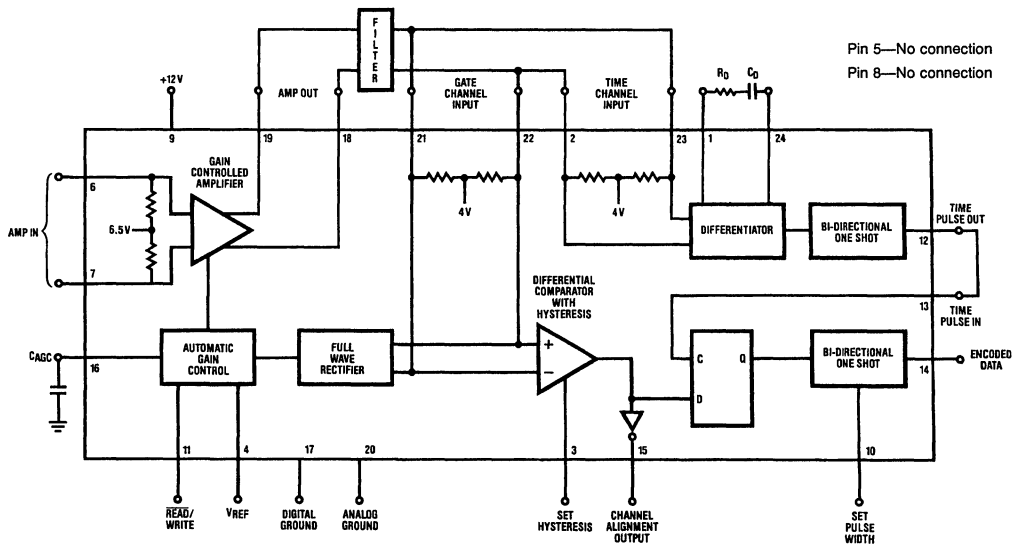 FILTER
Pin 5—No connection
Pin 8—No connection
+12V
AMP OUT
GATE
CHANNEL
INPUT
TIME
CHANNEL
INPUT
RD
CD
9
19
18
21
22
2
23
1
24
GAIN
CONTROLLED
AMPLIFIER
6
AMP IN
6.5V
7
4V
4V
DIFFERENTIATOR
BI-DIRECTIONAL
ONE SHOT
12
TIME
PULSE OUT
13
TIME
PULSE IN
DIFFERENTIAL
COMPARATOR
WITH
HYSTERESIS
CAGC
16
AUTOMATIC
GAIN
CONTROL
FULL
WAVE
RECTIFIER
+
−
C
Q
D
BI-DIRECTIONAL
ONE SHOT
14
ENCODED
DATA
11
4
17
20
3
15
10
READ/
WRITE
VREF
DIGITAL
GROUND
ANALOG
GROUND
SET
HYSTERESIS
CHANNEL
ALIGNMENT
OUTPUT
SET
PULSE
WIDTH